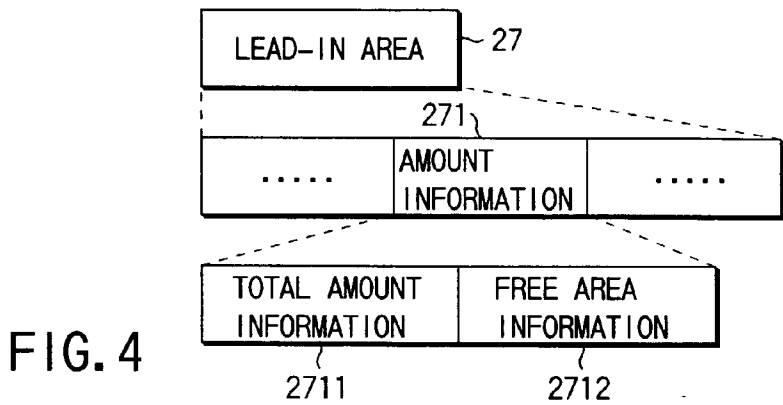 LEAD-IN AREA
27
271
.....
AMOUNT
INFORMATION
.....
TOTAL AMOUNT
INFORMATION
FREE AREA
INFORMATION
FIG. 4
2711
2712